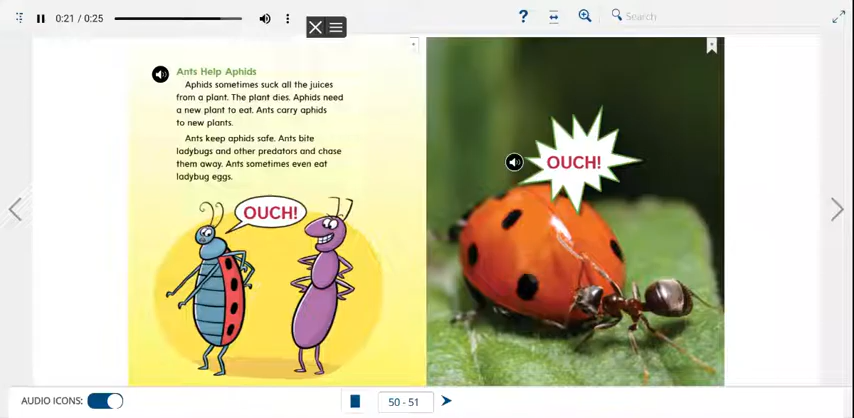 0:21 / 0:25
?
Search
Ants Help Aphids
Aphids sometimes suck all the juices
from a plant. The plant dies. Aphids need
a new plant to eat. Ants carry aphids
to new plants.
Ants keep aphids safe. Ants bite
ladybugs and other predators and chase
them away. Ants sometimes even eat
ladybug eggs.
OUCH!
OUCH!
AUDIO ICONS:
50 - 51